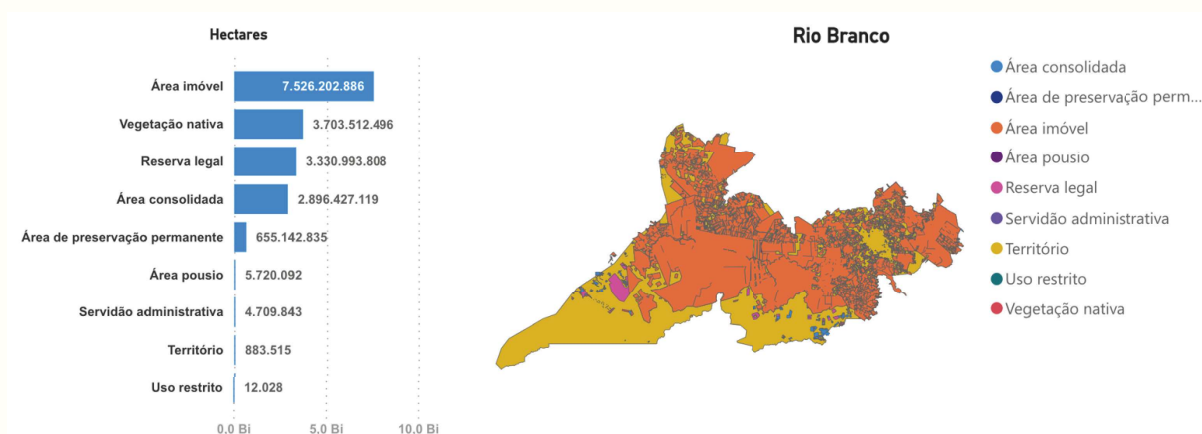 Hectares
Área imóvel 7.526.202.886
Vegetação nativa 3.703.512.496
Reserva legal 3.330.993.808
Área consolidada 2.896.427.119
Área de preservação permanente 655.142.835
Área pousio 5.720.092
Servidão administrativa 4.709.843
Território 883.515
Uso restrito 12.028
0.0 Bi 5.0 Bi 10.0 Bi
Rio Branco
Área consolidada
Área de preservação perm...
Área imóvel
Área pousio
Reserva legal
Servidão administrativa
Território
Uso restrito
Vegetação nativa